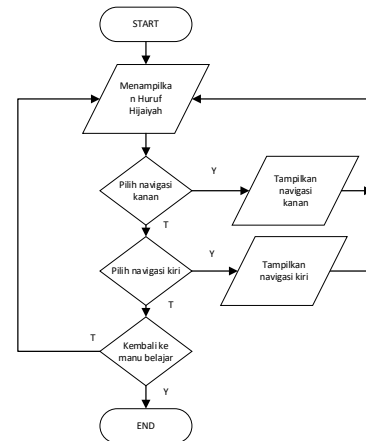 START
Menampilka
n Huruf
Hijaiyah
Pilih navigasi
kanan
Y
Tampilkan
navigasi
kanan
T
Pilih navigasi kiri
Y
Tampilkan
navigasi kiri
T
Kembali ke
manu belajar
T
Y
END